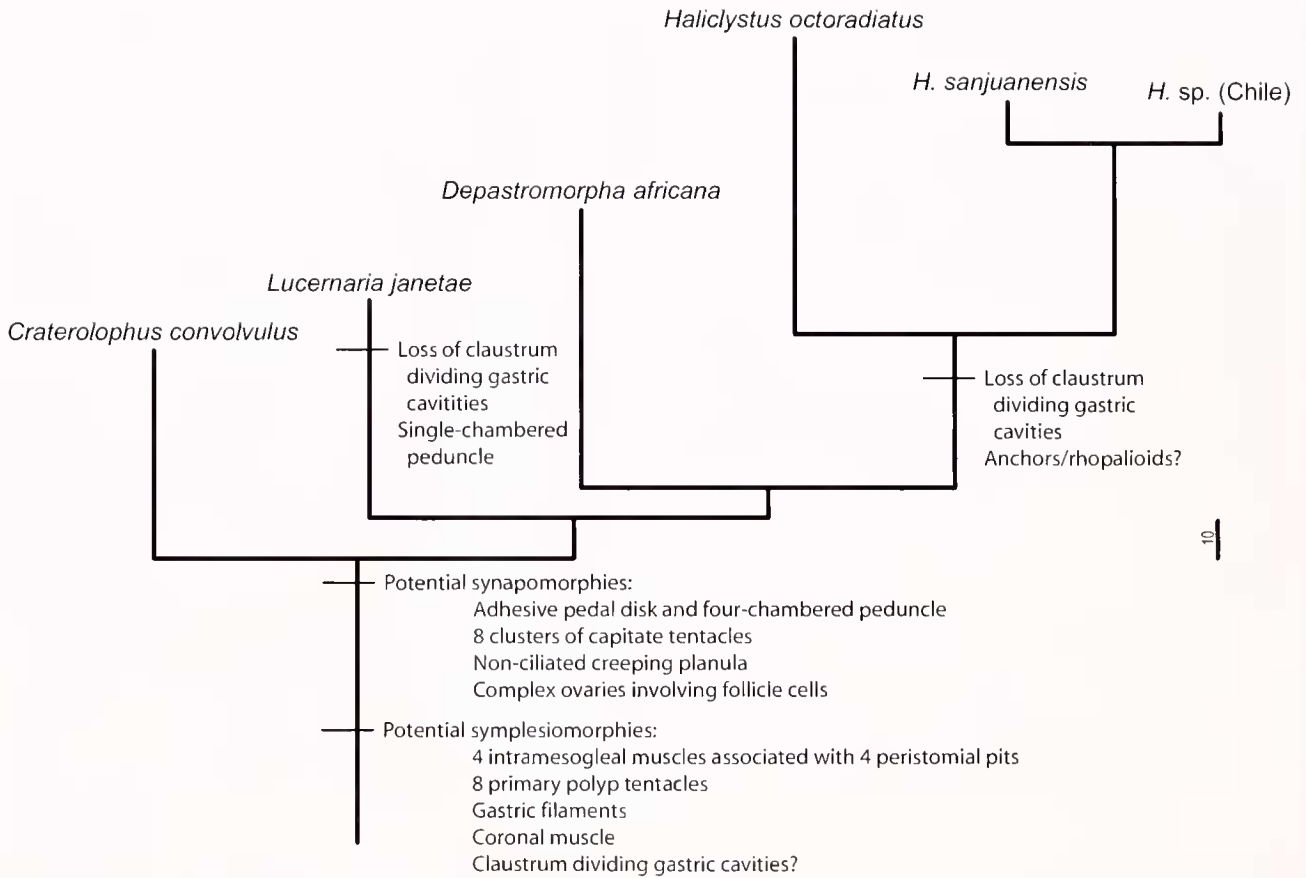 Haliclystus octoradiatus
H. sanjuanensis
H. sp. (Chile)
Depastromorpha africana
Lucernaria janetae
Craterolophus convolvulus
Loss of claustrum
dividing gastric
cavitities
Single-chambered
peduncle
Loss of claustrum
dividing gastric
cavities
Anchors/rhopalioids?
10
Potential synapomorphies:
Adhesive pedal disk and four-chambered peduncle
8 clusters of capitate tentacles
Non-ciliated creeping planula
Complex ovaries involving follicle cells
Potential symplesiomorphies:
4 intramesogleal muscles associated with 4 peristomial pits
8 primary polyp tentacles
Gastric filaments
Coronal muscle
Claustrum dividing gastric cavities?